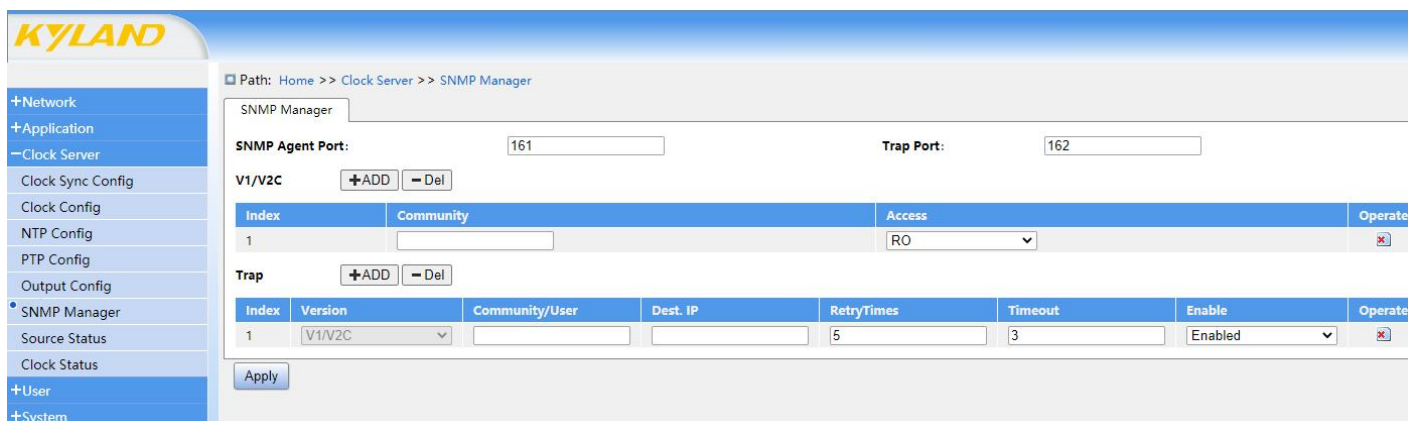 KYLAND
Path: Home >> Clock Server >> SNMP Manager
+Network
+Application
−Clock Server
Clock Sync Config
Clock Config
NTP Config
PTP Config
Output Config
SNMP Manager
Source Status
Clock Status
+User
+System
SNMP Manager
SNMP Agent Port: 161 Trap Port: 162
V1/V2C +ADD −Del
Index Community Access Operate
1 RO
Trap +ADD −Del
Index Version Community/User Dest. IP RetryTimes Timeout Enable Operate
1 V1/V2C 5 3 Enabled
Apply